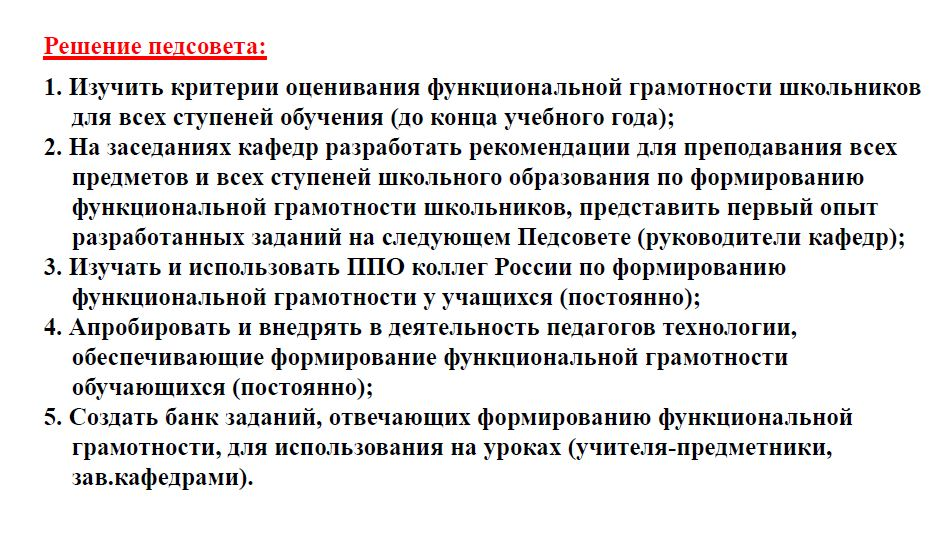 Решение педсовета:
1. Изучить критерии оценивания функциональной грамотности школьников
для всех ступеней обучения (до конца учебного года);
2. На заседаниях кафедр разработать рекомендации для преподавания всех
предметов и всех ступеней школьного образования по формированию
функциональной грамотности школьников, представить первый опыт
разработанных заданий на следующем Педсовете (руководители кафедр);
3. Изучать и использовать ППО коллег России по формированию
функциональной грамотности у учащихся (постоянно);
4. Апробировать и внедрять в деятельность педагогов технологии,
обеспечивающие формирование функциональной грамотности
обучающихся (постоянно);
5. Создать банк заданий, отвечающих формированию функциональной
грамотности, для использования на уроках (учителя-предметники,
зав.кафедрами).